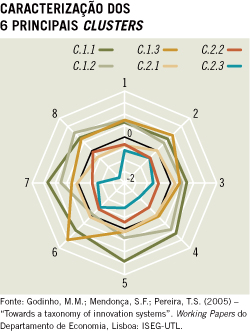 CARACTERIZAÇÃO DOS
6 PRINCIPAIS CLUSTERS
C.1.1 C.1.3 C.2.2
C.1.2 C.2.1 C.2.3
1
8 2
0
7 -2 3
6 4
5
Fonte: Godinho, M.M.; Mendonça, S.F.; Pereira, T.S. (2005) –
“Towards a taxonomy of innovation systems”. Working Papers do
Departamento de Economia, Lisboa: ISEG-UTL.